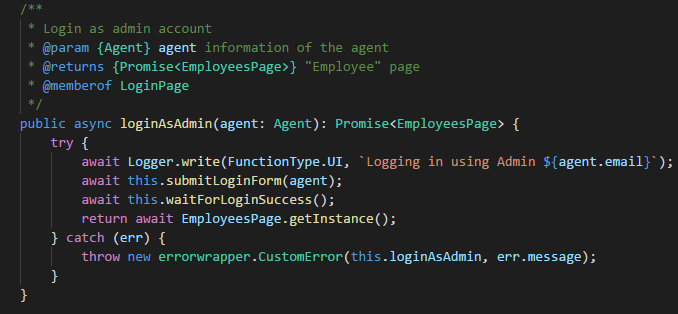 /**
 * Login as admin account
 * @param {Agent} agent information of the agent
 * @returns {Promise<EmployeesPage>} "Employee" page
 * @memberof LoginPage
 */
public async loginAsAdmin(agent: Agent): Promise<EmployeesPage> {
    try {
        await Logger.write(FunctionType.UI, `Logging in using Admin ${agent.email}`);
        await this.submitLoginForm(agent);
        await this.waitForLoginSuccess();
        return await EmployeesPage.getInstance();
    } catch (err) {
        throw new errorwrapper.CustomError(this.loginAsAdmin, err.message);
    }
}